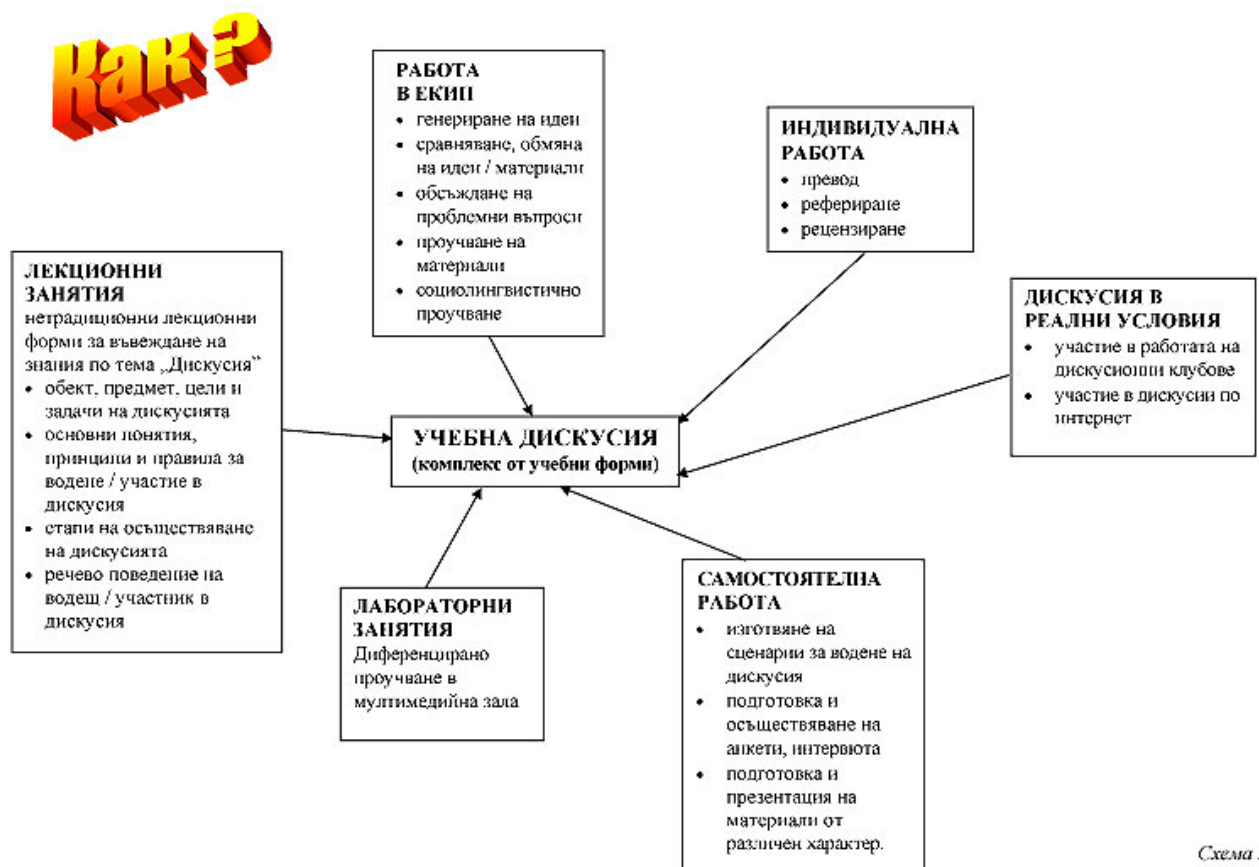 Как ?
РАБОТА
В ЕКИП
• генериране на идеи
• сравняване, обмяна
на идеи / материали
• обсъждане на
проблемни въпроси
• проучване на
материали
• социолингвистично
проучване
ИНДИВИДУАЛНА
РАБОТА
• превод
• рефериране
• рецензиране
ЛЕКЦИОННИ
ЗАНЯТИЯ
нетрадиционни лекционни
форми за въвеждане на
знания по тема „Дискусия“
• обект, предмет, цели и
задачи на дискусията
• основни понятия,
принципи и правила за
водене / участие в
дискусия
• етапи на осъществяване
на дискусията
• речево поведение на
водещ / участник в
дискусия
ДИСКУСИЯ В
РЕАЛНИ УСЛОВИЯ
• участие в работата на
дискусионни клубове
• участие в дискусии по
интернет
УЧЕБНА ДИСКУСИЯ
(комплекс от учебни форми)
ЛАБОРАТОРНИ
ЗАНЯТИЯ
Диференцирано
проучване в
мултимедийна зала
САМОСТОЯТЕЛНА
РАБОТА
• изготвяне на
сценарии за водене на
дискусия
• подготовка и
осъществяване на
анкети, интервюта
• подготовка и
презентация на
материали от
различен характер.
Схема